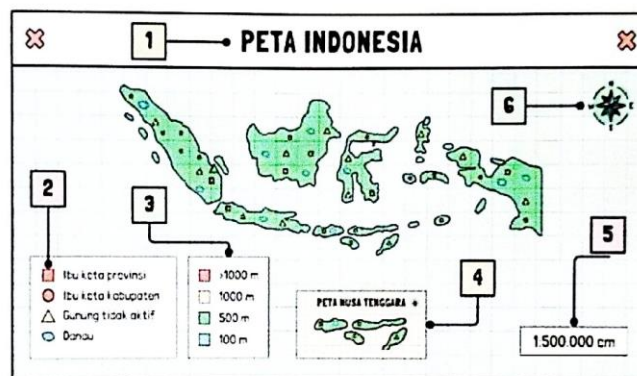 1
PETA INDONESIA
6
2
3
5
4
Ibu kota provinsi
Ibu kota kabupaten
Gunung tidak aktif
Danau
>1000 m
1000 m
500 m
100 m
PETA NUSA TENGGARA
1:500.000 cm